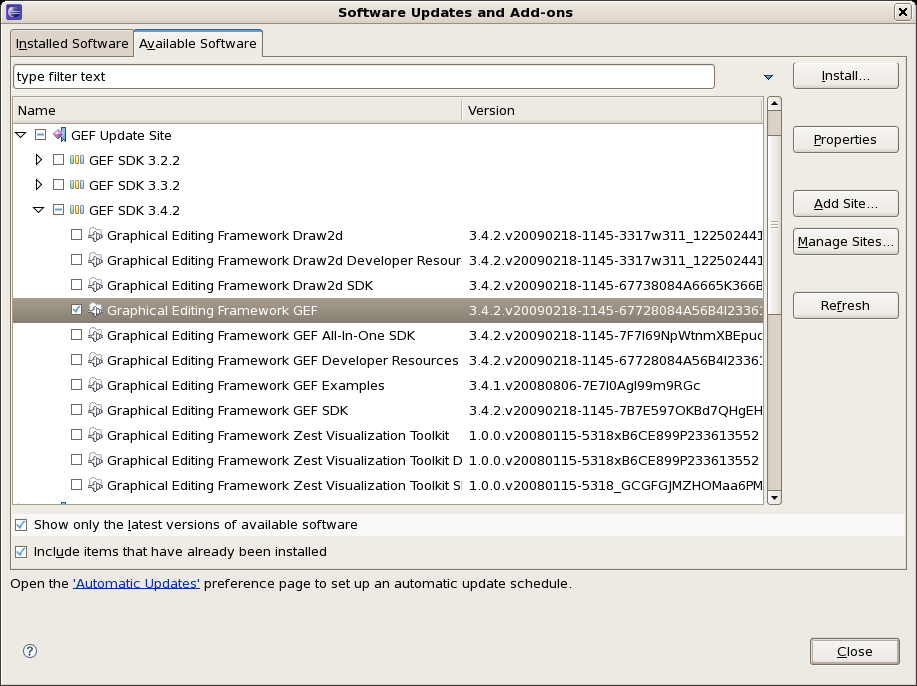 Software Updates and Add-ons
Installed Software
Available Software
type filter text
Install...
Name
Version
GEF Update Site
Properties
GEF SDK 3.2.2
GEF SDK 3.3.2
GEF SDK 3.4.2
Add Site...
Graphical Editing Framework Draw2d 3.4.2.v20090218-1145-3317w311_122502441
Manage Sites...
Graphical Editing Framework Draw2d Developer Resour 3.4.2.v20090218-1145-3317w311_122502441
Graphical Editing Framework Draw2d SDK 3.4.2.v20090218-1145-67738084A6665K366B
Graphical Editing Framework GEF 3.4.2.v20090218-1145-67728084A56B4I23361
Refresh
Graphical Editing Framework GEF All-In-One SDK 3.4.2.v20090218-1145-7F7I69NpWtnmXBEpuc
Graphical Editing Framework GEF Developer Resources 3.4.2.v20090218-1145-67728084A56B4I23361
Graphical Editing Framework GEF Examples 3.4.1.v20080806-7E7I0AgI99m9RGc
Graphical Editing Framework GEF SDK 3.4.2.v20090218-1145-7B7E597OKBd7QHgEH
Graphical Editing Framework Zest Visualization Toolkit 1.0.0.v20080115-5318xB6CE899P233613552
Graphical Editing Framework Zest Visualization Toolkit D 1.0.0.v20080115-5318xB6CE899P233613552
Graphical Editing Framework Zest Visualization Toolkit S 1.0.0.v20080115-5318_GCGFGJMZHOMaa6PM
Show only the latest versions of available software
Include items that have already been installed
Open the 'Automatic Updates' preference page to set up an automatic update schedule.
?
Close